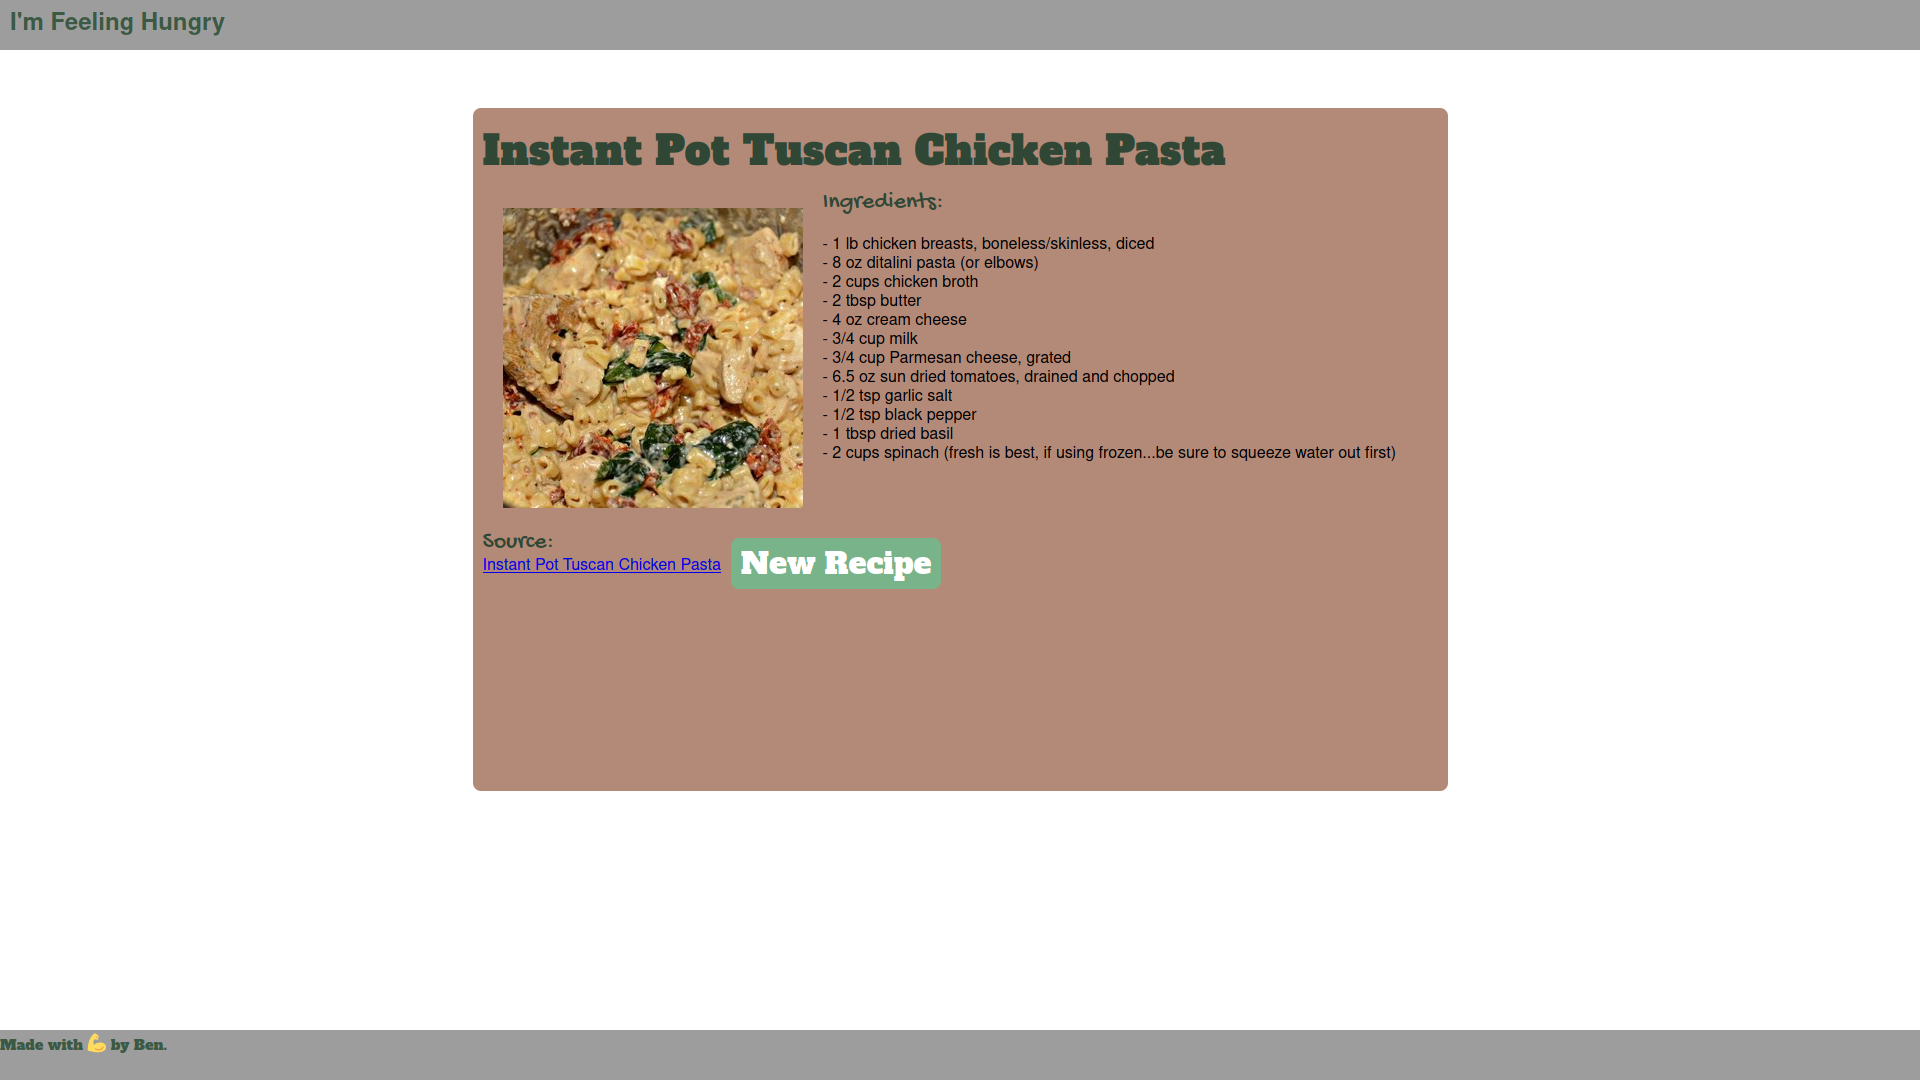 I'm Feeling Hungry
Instant Pot Tuscan Chicken Pasta
Ingredients:
- 1 lb chicken breasts, boneless/skinless, diced
- 8 oz ditalini pasta (or elbows)
- 2 cups chicken broth
- 2 tbsp butter
- 4 oz cream cheese
- 3/4 cup milk
- 3/4 cup Parmesan cheese, grated
- 6.5 oz sun dried tomatoes, drained and chopped
- 1/2 tsp garlic salt
- 1/2 tsp black pepper
- 1 tbsp dried basil
- 2 cups spinach (fresh is best, if using frozen...be sure to squeeze water out first)
Source:
Instant Pot Tuscan Chicken Pasta
New Recipe
Made with 💪 by Ben.